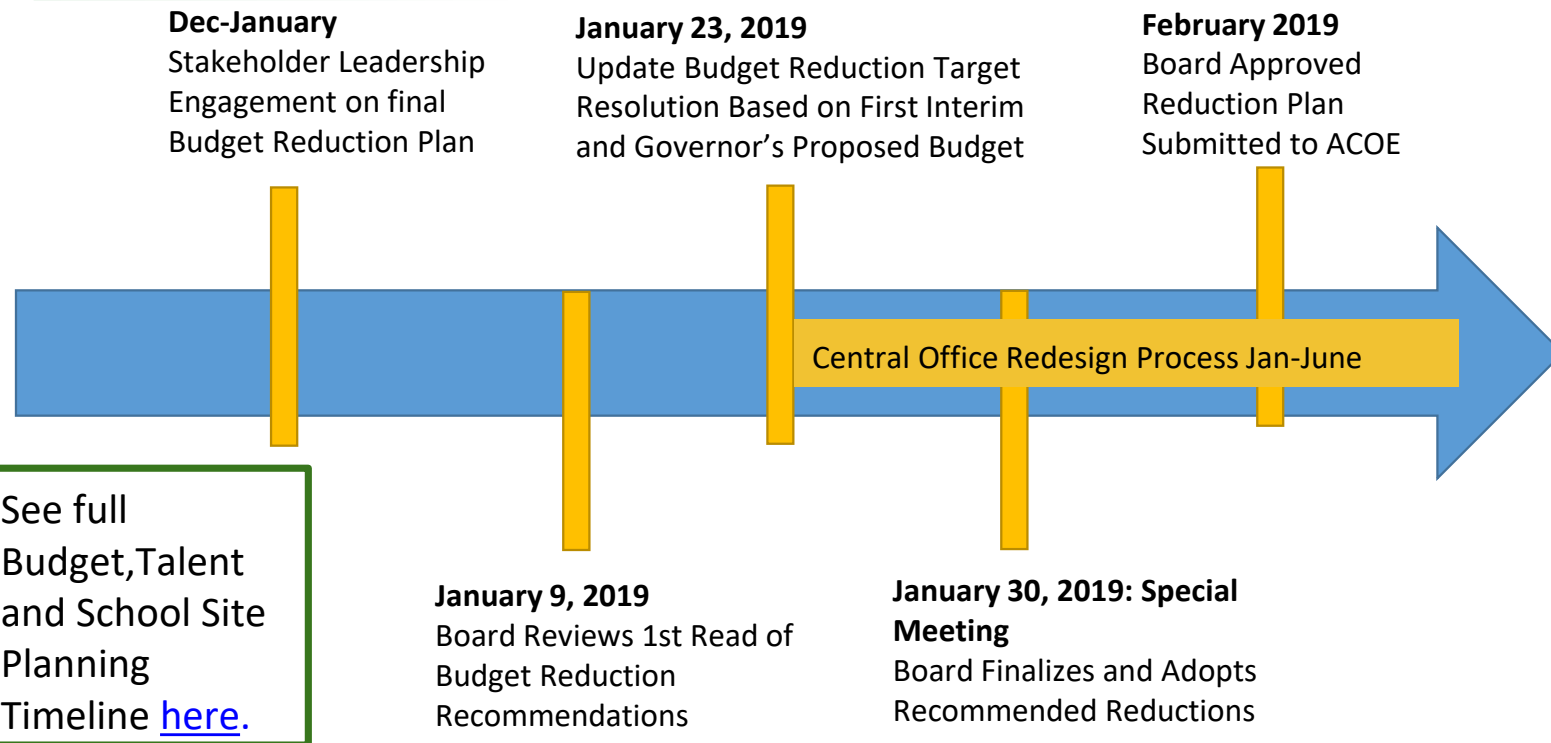 Dec-January
Stakeholder Leadership
Engagement on final
Budget Reduction Plan
January 23, 2019
Update Budget Reduction Target
Resolution Based on First Interim
and Governor’s Proposed Budget
February 2019
Board Approved
Reduction Plan
Submitted to ACOE
Central Office Redesign Process Jan-June
See full
Budget,Talent
and School Site
Planning
Timeline here.
January 9, 2019
Board Reviews 1st Read of
Budget Reduction
Recommendations
January 30, 2019: Special
Meeting
Board Finalizes and Adopts
Recommended Reductions